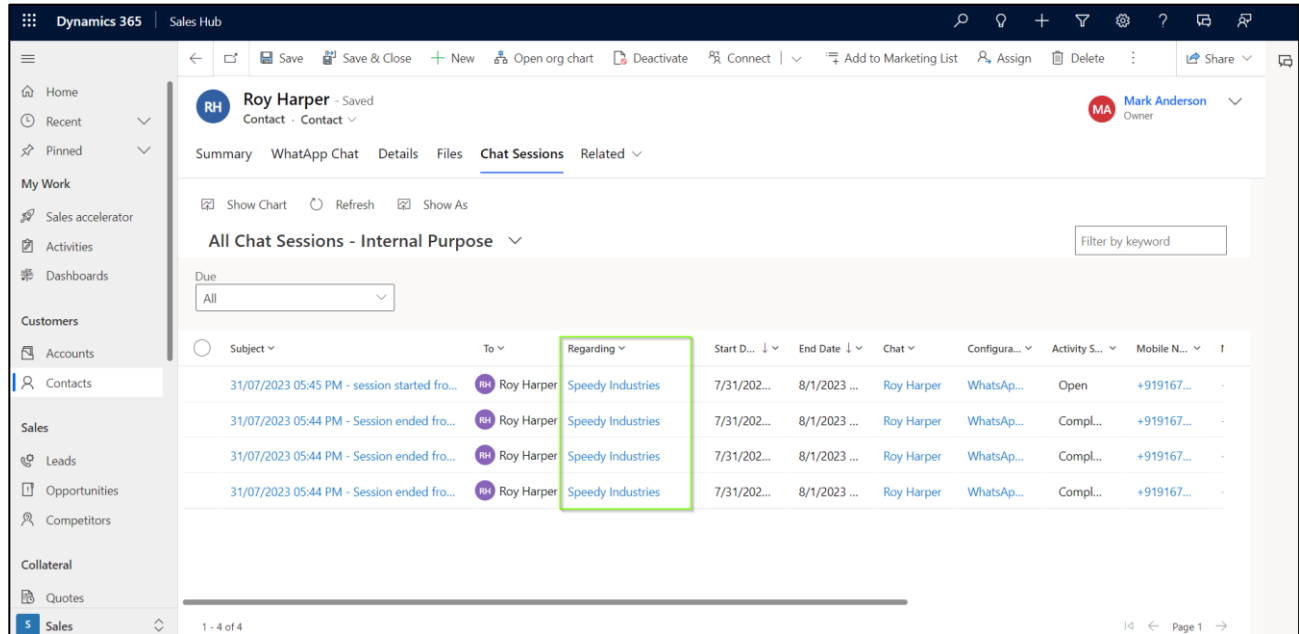 Dynamics 365 Sales Hub
Save Save & Close New Open org chart Deactivate Connect Add to Marketing List Assign Delete Share
Home
Recent
Pinned
My Work
Sales accelerator
Activities
Dashboards
Customers
Accounts
Contacts
Sales
Leads
Opportunities
Competitors
Collateral
Quotes
S Sales
RH Roy Harper - Saved
Contact · Contact
MA Mark Anderson
Owner
Summary WhatApp Chat Details Files Chat Sessions Related
Show Chart Refresh Show As
All Chat Sessions - Internal Purpose
Filter by keyword
Due
All
Subject To Regarding Start D... End Date Chat Configura... Activity S... Mobile N...
31/07/2023 05:45 PM - session started fro... RH Roy Harper Speedy Industries 7/31/202... 8/1/2023 ... Roy Harper WhatsAp... Open +919167...
31/07/2023 05:44 PM - Session ended fro... RH Roy Harper Speedy Industries 7/31/202... 8/1/2023 ... Roy Harper WhatsAp... Compl... +919167...
31/07/2023 05:44 PM - Session ended fro... RH Roy Harper Speedy Industries 7/31/202... 8/1/2023 ... Roy Harper WhatsAp... Compl... +919167...
31/07/2023 05:44 PM - Session ended fro... RH Roy Harper Speedy Industries 7/31/202... 8/1/2023 ... Roy Harper WhatsAp... Compl... +919167...
1 - 4 of 4
Page 1